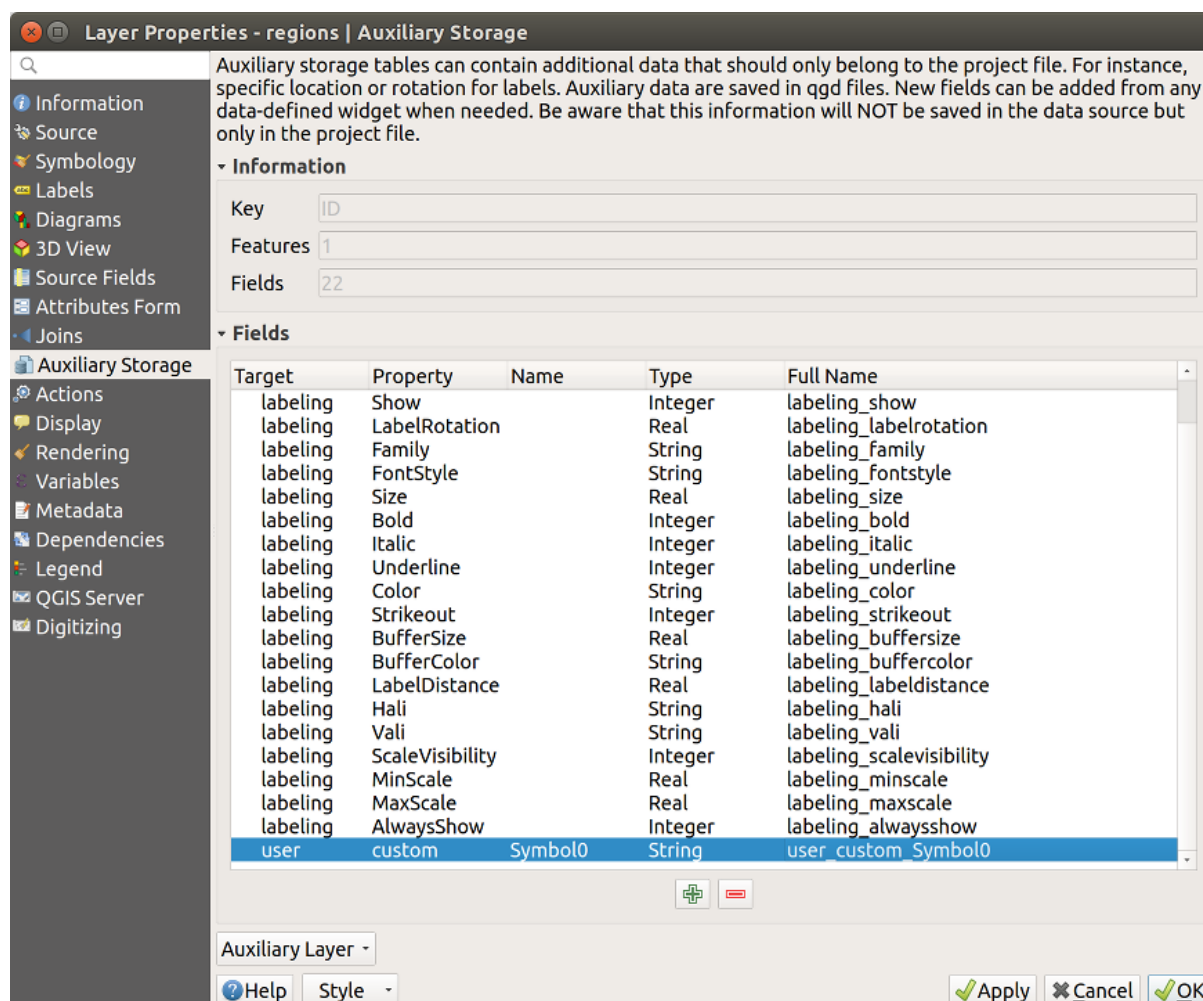 Layer Properties - regions | Auxiliary Storage
Information
Source
Symbology
Labels
Diagrams
3D View
Source Fields
Attributes Form
Joins
Auxiliary Storage
Actions
Display
Rendering
Variables
Metadata
Dependencies
Legend
QGIS Server
Digitizing
Auxiliary storage tables can contain additional data that should only belong to the project file. For instance,
specific location or rotation for labels. Auxiliary data are saved in qgd files. New fields can be added from any
data-defined widget when needed. Be aware that this information will NOT be saved in the data source but
only in the project file.
Information
Key ID
Features 1
Fields 22
Fields
Target Property Name Type Full Name
labeling Show Integer labeling_show
labeling LabelRotation Real labeling_labelrotation
labeling Family String labeling_family
labeling FontStyle String labeling_fontstyle
labeling Size Real labeling_size
labeling Bold Integer labeling_bold
labeling Italic Integer labeling_italic
labeling Underline Integer labeling_underline
labeling Color String labeling_color
labeling Strikeout Integer labeling_strikeout
labeling BufferSize Real labeling_buffersize
labeling BufferColor String labeling_buffercolor
labeling LabelDistance Real labeling_labeldistance
labeling Hali String labeling_hali
labeling Vali String labeling_vali
labeling ScaleVisibility Integer labeling_scalevisibility
labeling MinScale Real labeling_minscale
labeling MaxScale Real labeling_maxscale
labeling AlwaysShow Integer labeling_alwaysshow
user custom Symbol0 String user_custom_Symbol0
Auxiliary Layer
Help Style Apply Cancel OK